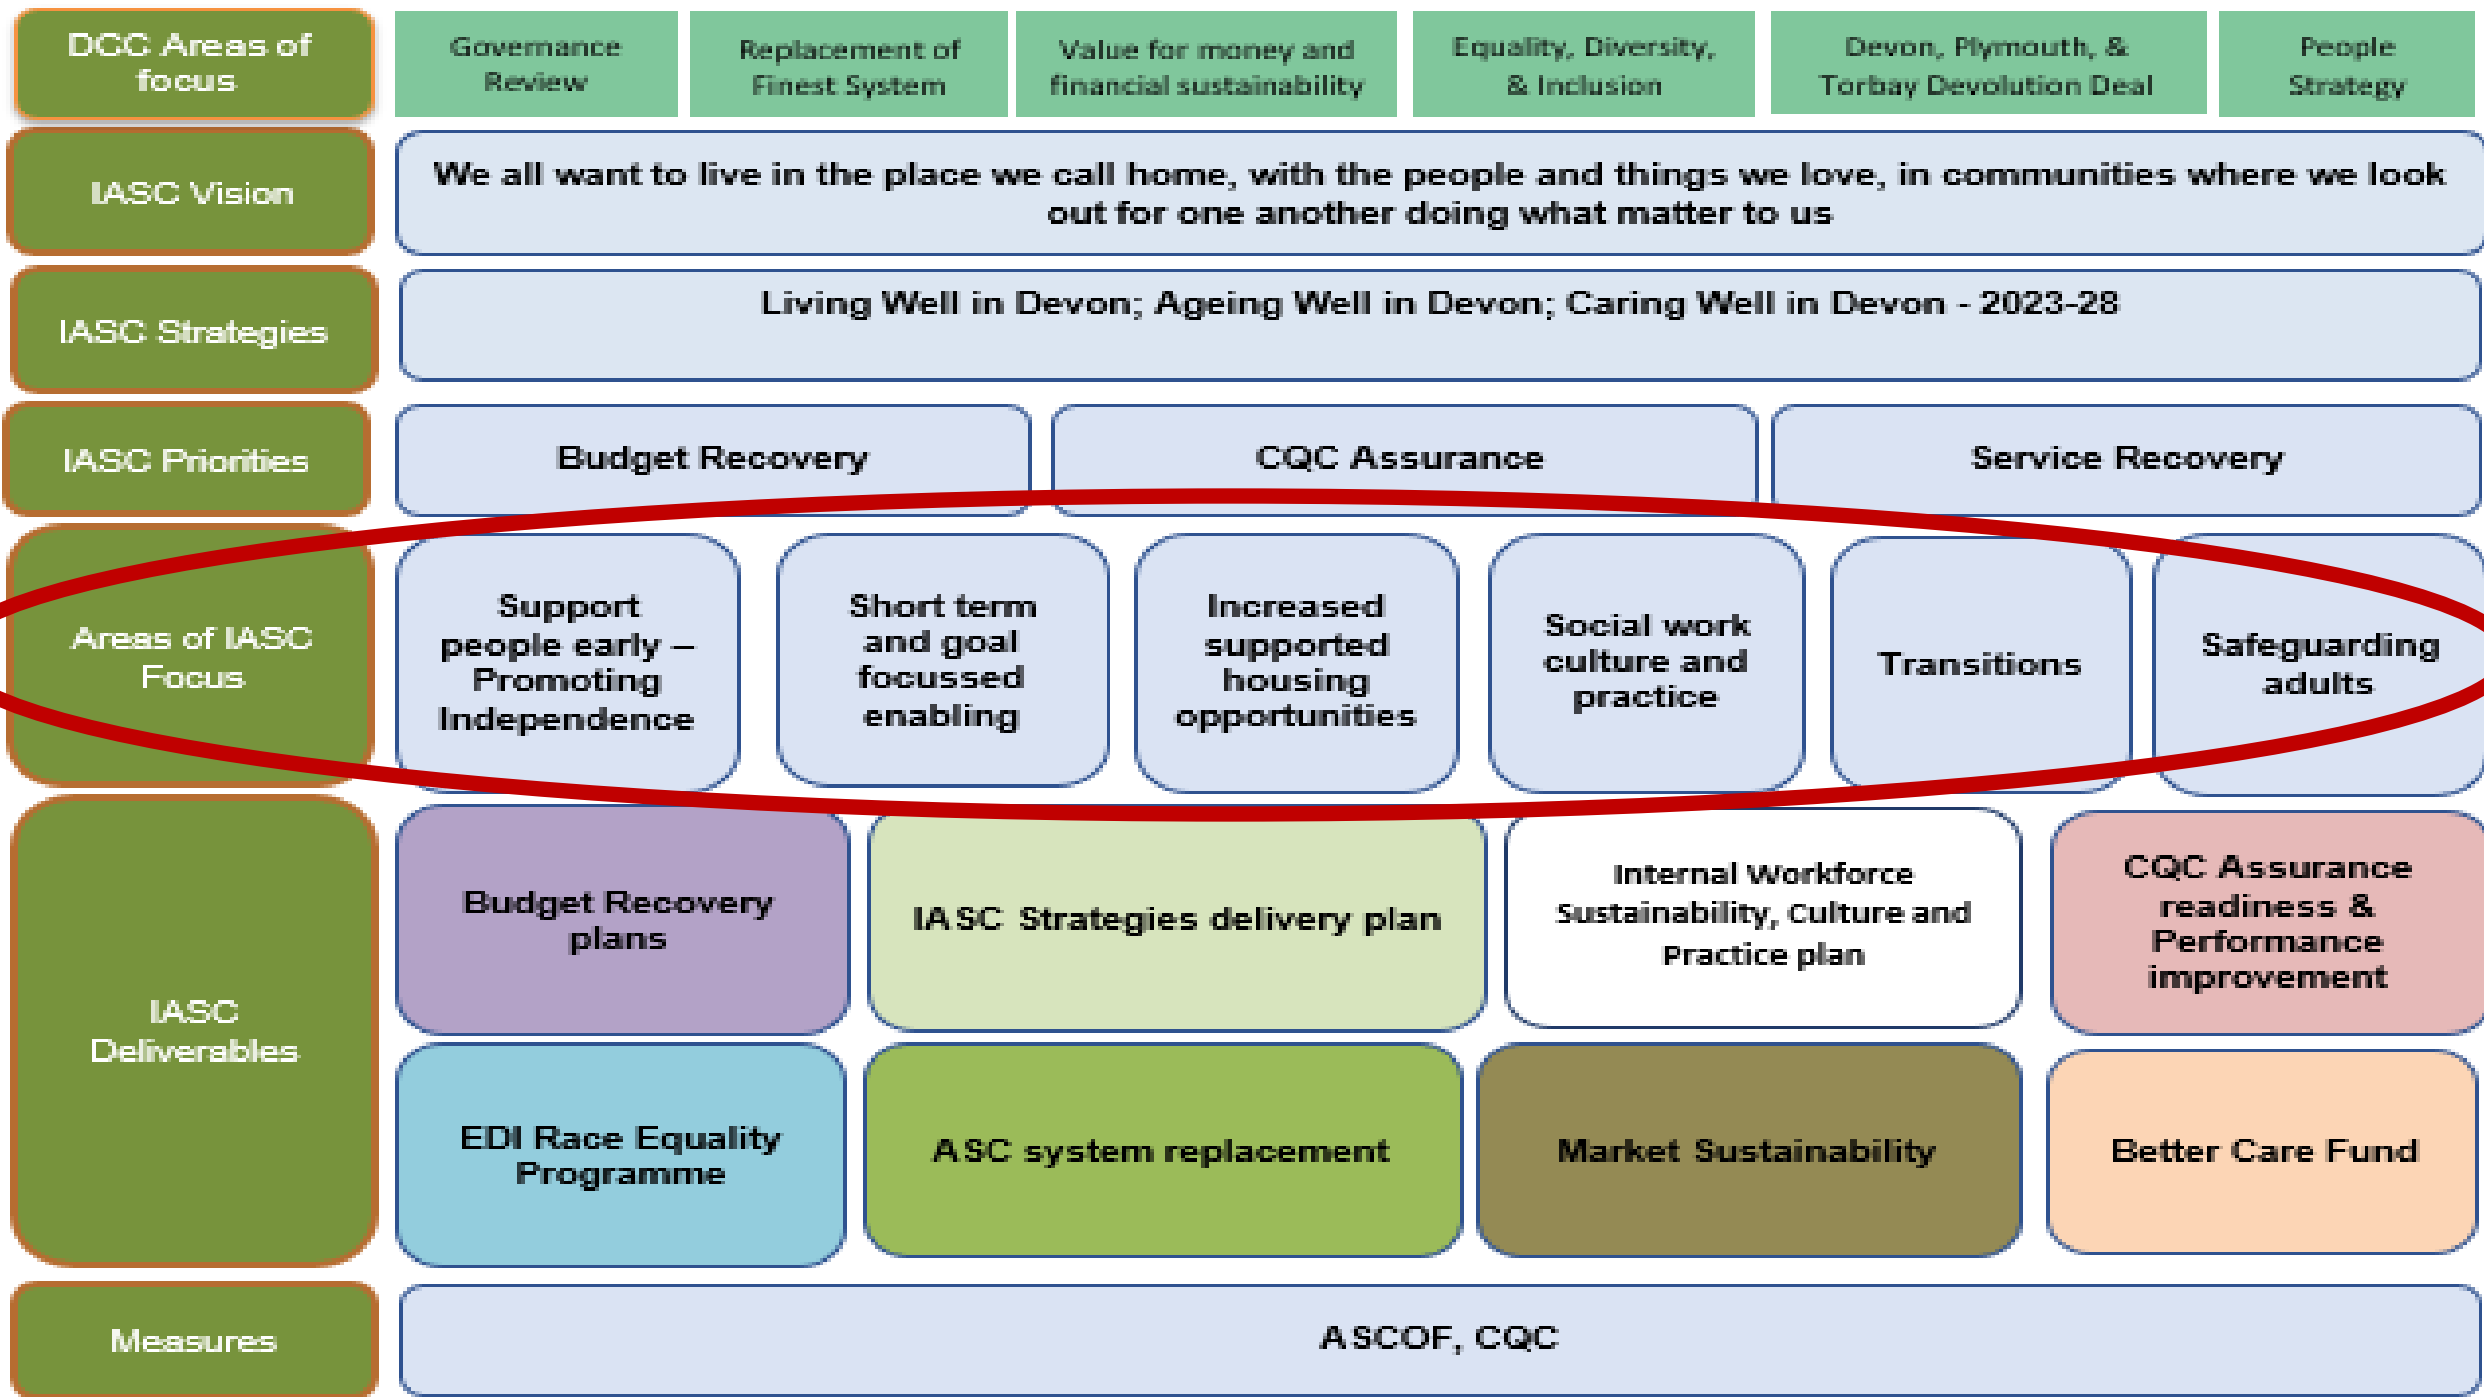 DCC Areas of
focus
Governance
Review
Replacement of
Finest System
Value for money and
financial sustainability
Equality, Diversity,
& Inclusion
Devon, Plymouth, &
Torbay Devolution Deal
People
Strategy
IASC Vision
We all want to live in the place we call home, with the people and things we love, in communities where we look
out for one another doing what matter to us
IASC Strategies
Living Well in Devon; Ageing Well in Devon; Caring Well in Devon - 2023-28
IASC Priorities
Budget Recovery
CQC Assurance
Service Recovery
Areas of IASC
Focus
Support
people early –
Promoting
Independence
Short term
and goal
focussed
enabling
Increased
supported
housing
opportunities
Social work
culture and
practice
Transitions
Safeguarding
adults
IASC
Deliverables
Budget Recovery
plans
IASC Strategies delivery plan
Internal Workforce
Sustainability, Culture and
Practice plan
CQC Assurance
readiness &
Performance
improvement
EDI Race Equality
Programme
ASC system replacement
Market Sustainability
Better Care Fund
Measures
ASCOF, CQC